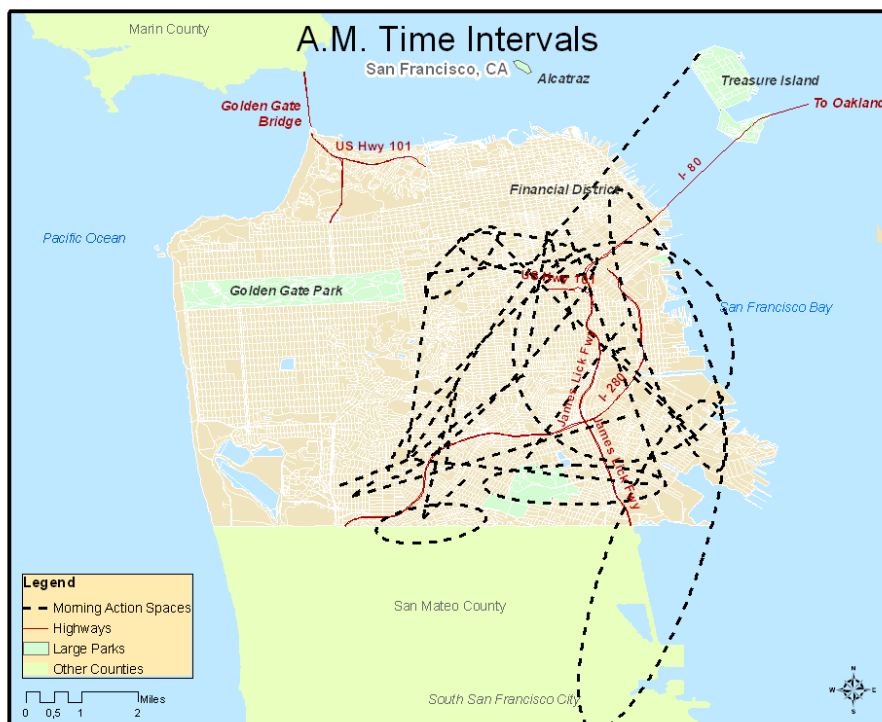 Marin County
A.M. Time Intervals
San Francisco, CA
Alcatraz
Treasure Island
Golden Gate
Bridge
To Oakland
US Hwy 101
I- 80
Financial District
Pacific Ocean
US Hwy 101
Golden Gate Park
San Francisco Bay
James Lick Fwy
I- 280
James Lick Fwy
Legend
Morning Action Spaces
Highways
Large Parks
Other Counties
San Mateo County
South San Francisco City
Miles
0 0,5 1 2
N
W E
S